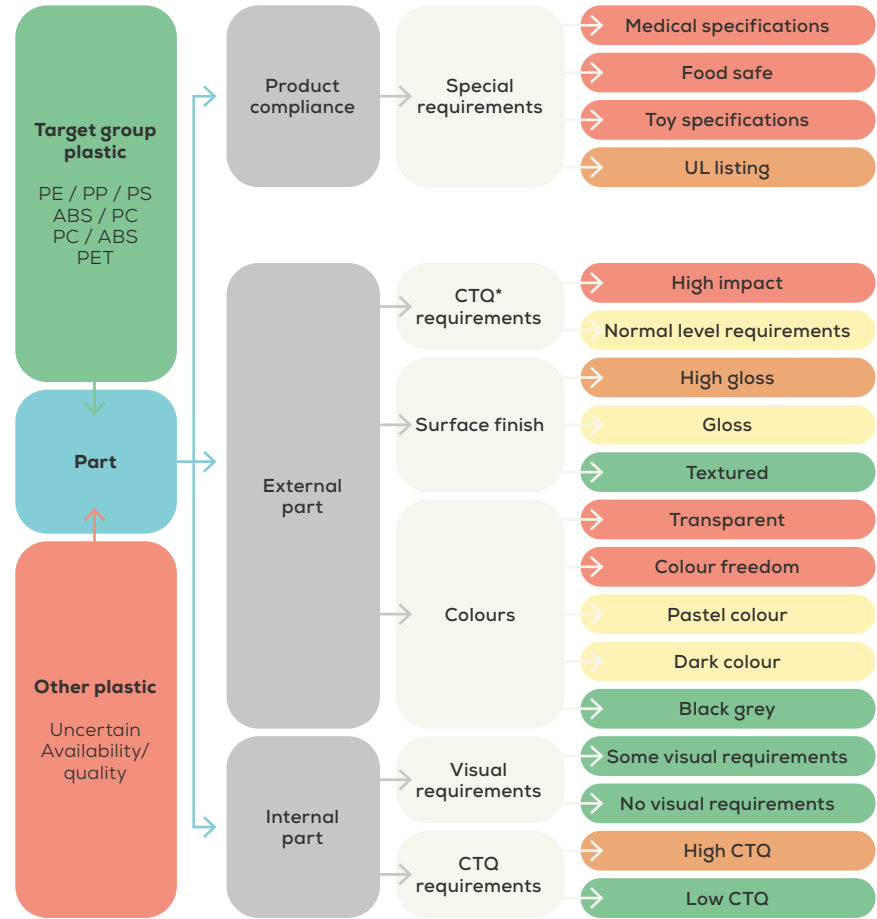 Target group
plastic
PE / PP / PS
ABS / PC
PC / ABS
PET
Part
Other plastic
Uncertain
Availability/
quality
Product
compliance
Special
requirements
Medical specifications
Food safe
Toy specifications
UL listing
External
part
CTQ*
requirements
High impact
Normal level requirements
Surface finish
High gloss
Gloss
Textured
Colours
Transparent
Colour freedom
Pastel colour
Dark colour
Black grey
Internal
part
Visual
requirements
Some visual requirements
No visual requirements
CTQ
requirements
High CTQ
Low CTQ